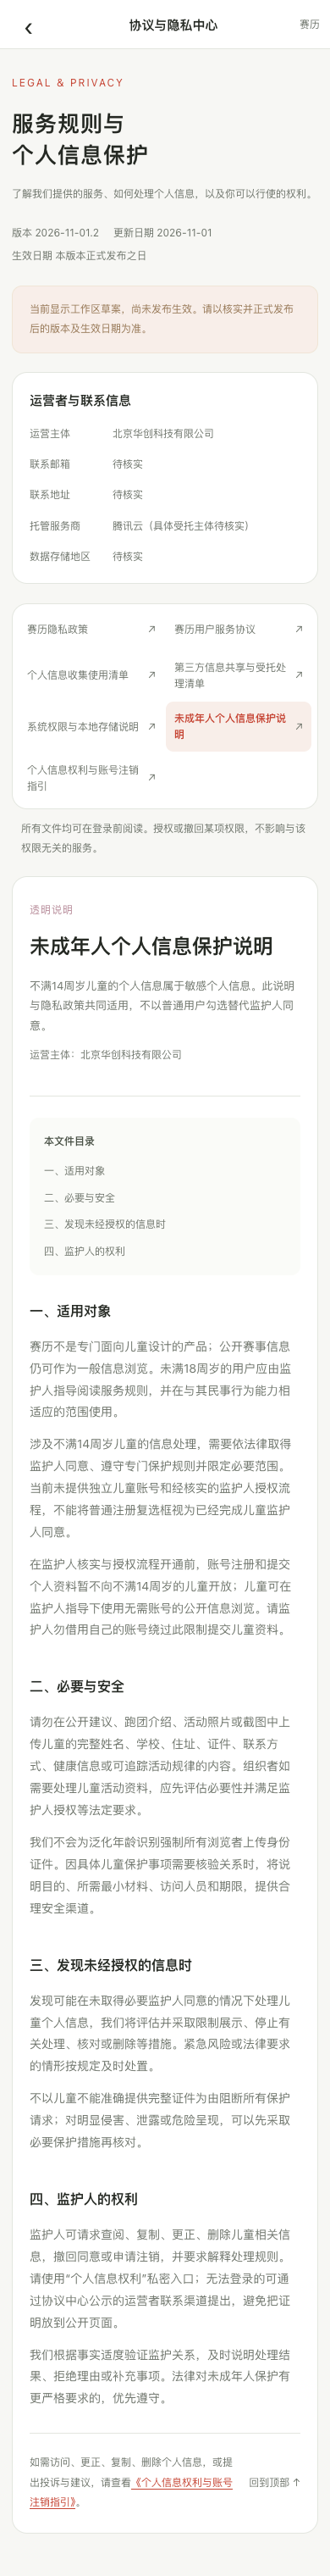 ‹ 协议与隐私中心 赛历
LEGAL & PRIVACY
服务规则与
个人信息保护
了解我们提供的服务、如何处理个人信息，以及你可以行使的权利。
版本 2026-11-01.2 更新日期 2026-11-01
生效日期 本版本正式发布之日
当前显示工作区草案，尚未发布生效。请以核实并正式发布
后的版本及生效日期为准。
运营者与联系信息
运营主体 北京华创科技有限公司
联系邮箱 待核实
联系地址 待核实
托管服务商 腾讯云（具体受托主体待核实）
数据存储地区 待核实
赛历隐私政策 ↗ 赛历用户服务协议 ↗
个人信息收集使用清单 ↗ 第三方信息共享与受托处
理清单 ↗
系统权限与本地存储说明 ↗ 未成年人个人信息保护说
明 ↗
个人信息权利与账号注销
指引 ↗
所有文件均可在登录前阅读。授权或撤回某项权限，不影响与该
权限无关的服务。
透明说明
未成年人个人信息保护说明
不满14周岁儿童的个人信息属于敏感个人信息。此说明
与隐私政策共同适用，不以普通用户勾选替代监护人同
意。
运营主体：北京华创科技有限公司
本文件目录
一、适用对象
二、必要与安全
三、发现未经授权的信息时
四、监护人的权利
一、适用对象
赛历不是专门面向儿童设计的产品；公开赛事信息
仍可作为一般信息浏览。未满18周岁的用户应由监
护人指导阅读服务规则，并在与其民事行为能力相
适应的范围使用。
涉及不满14周岁儿童的信息处理，需要依法律取得
监护人同意、遵守专门保护规则并限定必要范围。
当前未提供独立儿童账号和经核实的监护人授权流
程，不能将普通注册复选框视为已经完成儿童监护
人同意。
在监护人核实与授权流程开通前，账号注册和提交
个人资料暂不向不满14周岁的儿童开放；儿童可在
监护人指导下使用无需账号的公开信息浏览。请监
护人勿借用自己的账号绕过此限制提交儿童资料。
二、必要与安全
请勿在公开建议、跑团介绍、活动照片或截图中上
传儿童的完整姓名、学校、住址、证件、联系方
式、健康信息或可追踪活动规律的内容。组织者如
需要处理儿童活动资料，应先评估必要性并满足监
护人授权等法定要求。
我们不会为泛化年龄识别强制所有浏览者上传身份
证件。因具体儿童保护事项需要核验关系时，将说
明目的、所需最小材料、访问人员和期限，提供合
理安全渠道。
三、发现未经授权的信息时
发现可能在未取得必要监护人同意的情况下处理儿
童个人信息，我们将评估并采取限制展示、停止有
关处理、核对或删除等措施。紧急风险或法律要求
的情形按规定及时处置。
不以儿童不能准确提供完整证件为由阻断所有保护
请求；对明显侵害、泄露或危险呈现，可以先采取
必要保护措施再核对。
四、监护人的权利
监护人可请求查阅、复制、更正、删除儿童相关信
息，撤回同意或申请注销，并要求解释处理规则。
请使用“个人信息权利”私密入口；无法登录的可通
过协议中心公示的运营者联系渠道提出，避免把证
明放到公开页面。
我们根据事实适度验证监护关系，及时说明处理结
果、拒绝理由或补充事项。法律对未成年人保护有
更严格要求的，优先遵守。
如需访问、更正、复制、删除个人信息，或提
出投诉与建议，请查看《个人信息权利与账号
注销指引》。 回到顶部 ↑